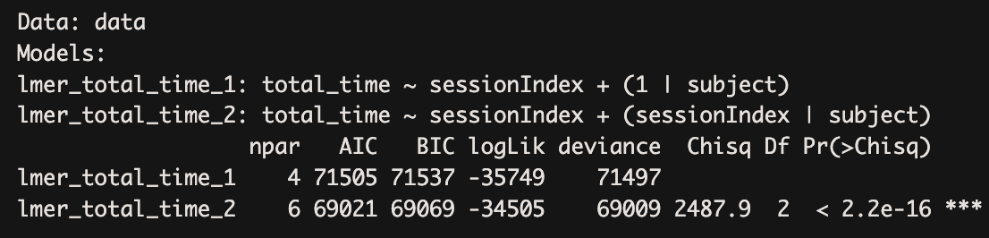 Data: data
Models:
lmer_total_time_1: total_time ~ sessionIndex + (1 | subject)
lmer_total_time_2: total_time ~ sessionIndex + (sessionIndex | subject)
npar AIC BIC logLik deviance Chisq Df Pr(>Chisq)
lmer_total_time_1 4 71505 71537 -35749 71497
lmer_total_time_2 6 69021 69069 -34505 69009 2487.9 2 < 2.2e-16 ***